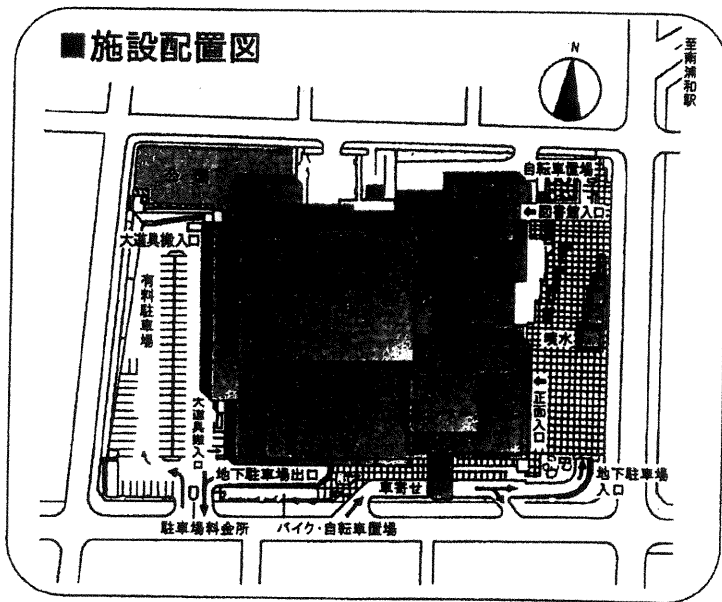 ■施設配置図
N
至南浦和駅
公園
自転車置場
←図書館入口
大道具搬入口
有料駐車場
噴水
←正面入口
大道具搬入口
地下駐車場出口
車寄せ
地下駐車場
入口
駐車場料金所
バイク・自転車置場